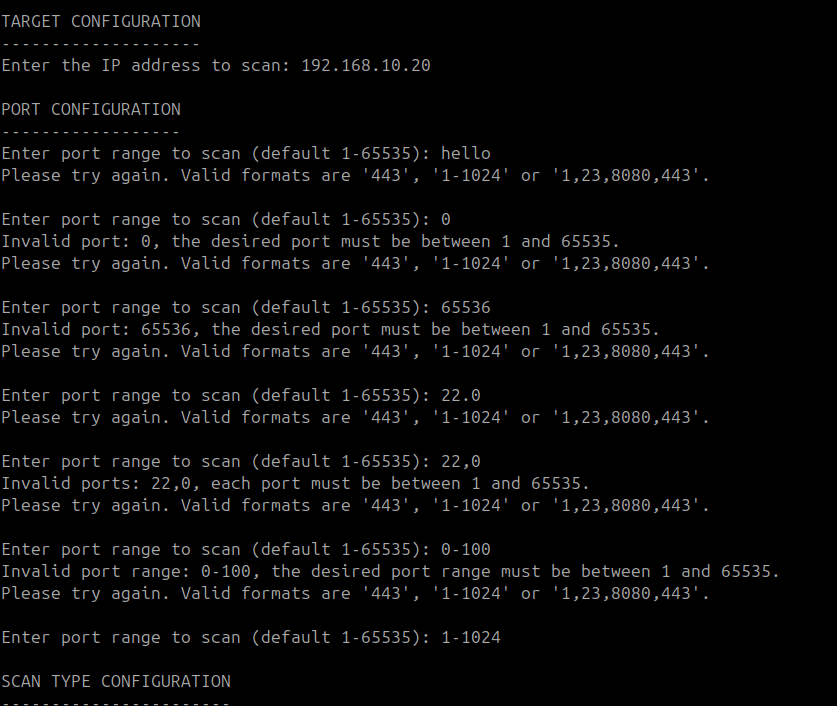 TARGET CONFIGURATION
--------------------
Enter the IP address to scan: 192.168.10.20
PORT CONFIGURATION
------------------
Enter port range to scan (default 1-65535): hello
Please try again. Valid formats are '443', '1-1024' or '1,23,8080,443'.
Enter port range to scan (default 1-65535): 0
Invalid port: 0, the desired port must be between 1 and 65535.
Please try again. Valid formats are '443', '1-1024' or '1,23,8080,443'.
Enter port range to scan (default 1-65535): 65536
Invalid port: 65536, the desired port must be between 1 and 65535.
Please try again. Valid formats are '443', '1-1024' or '1,23,8080,443'.
Enter port range to scan (default 1-65535): 22.0
Please try again. Valid formats are '443', '1-1024' or '1,23,8080,443'.
Enter port range to scan (default 1-65535): 22,0
Invalid ports: 22,0, each port must be between 1 and 65535.
Please try again. Valid formats are '443', '1-1024' or '1,23,8080,443'.
Enter port range to scan (default 1-65535): 0-100
Invalid port range: 0-100, the desired port range must be between 1 and 65535.
Please try again. Valid formats are '443', '1-1024' or '1,23,8080,443'.
Enter port range to scan (default 1-65535): 1-1024
SCAN TYPE CONFIGURATION
-----------------------